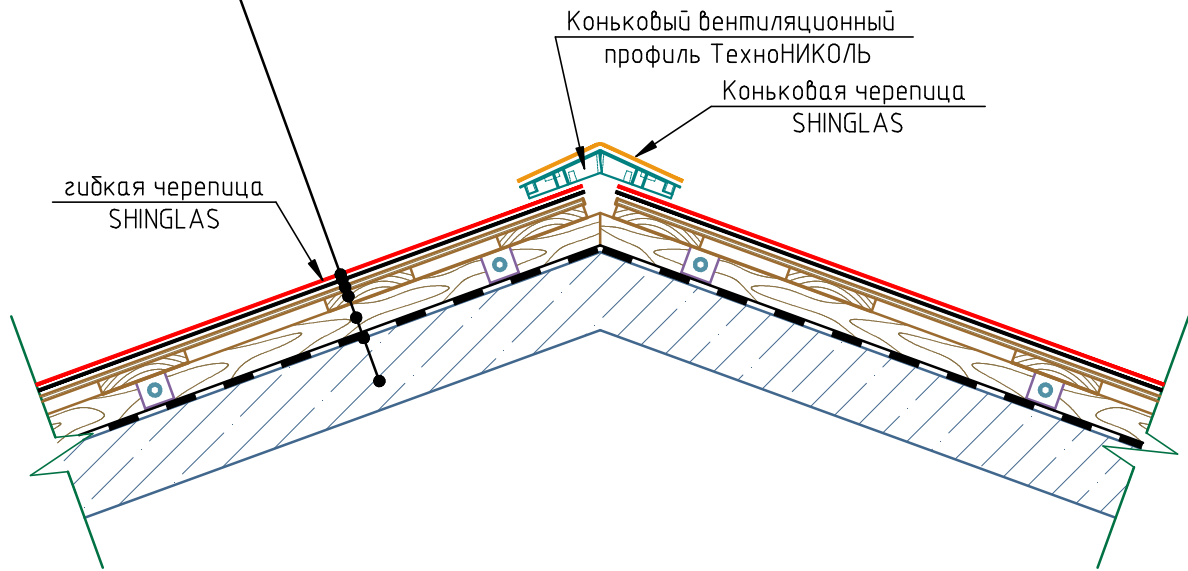 Коньковый вентиляционный
профиль ТехноНИКОЛЬ
Коньковая черепица
SHINGLAS
гибкая черепица
SHINGLAS